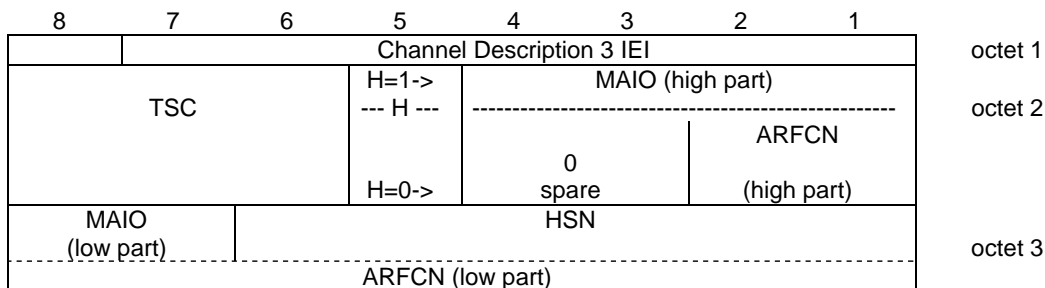 8 7 6 5 4 3 2 1
Channel Description 3 IEI octet 1
H=1-> MAIO (high part)
TSC --- H --- ------------------------------------------------------ octet 2
ARFCN
0
H=0-> spare (high part)
MAIO HSN
(low part) octet 3
ARFCN (low part)